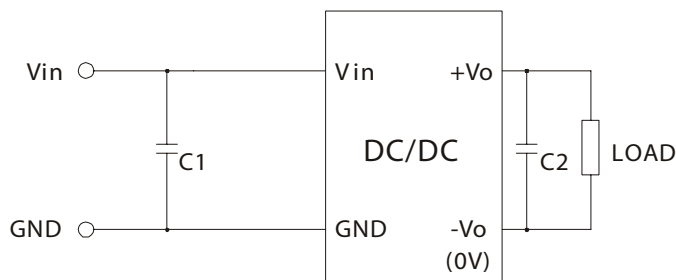 Vin
Vin
+Vo
C1
DC/DC
C2
LOAD
GND
GND
-Vo
(0V)